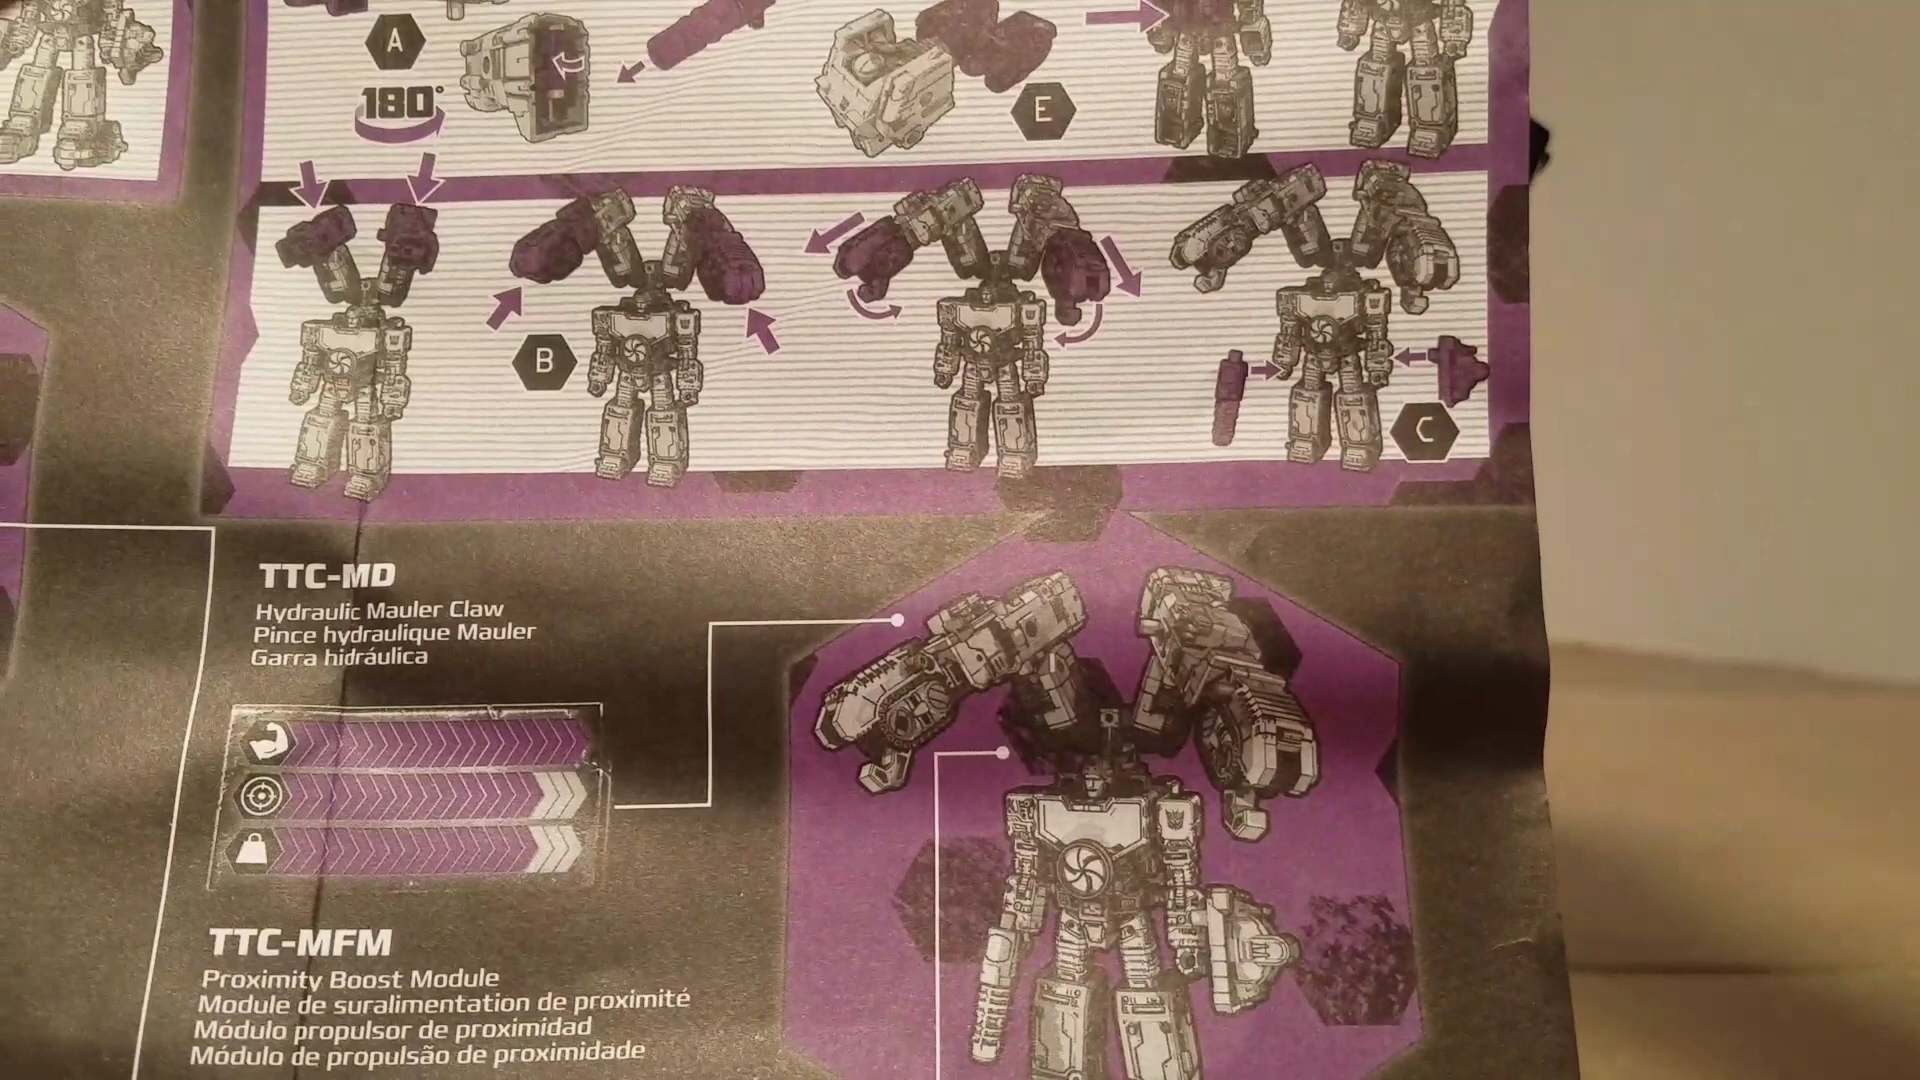 A
180°
E
B
C
TTC-MD
Hydraulic Mauler Claw
Pince hydraulique Mauler
Garra hidráulica
TTC-MFM
Proximity Boost Module
Module de suralimentation de proximité
Módulo propulsor de proximidad
Módulo de propulsão de proximidade